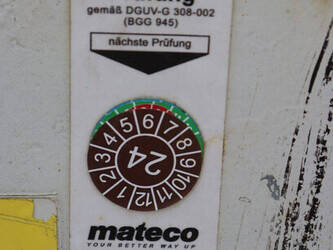 gemäß DGUV-G 308-002
(BGG 945)
nächste Prüfung
1 2 3 4 5 6 7 8 9 10 11 12
24
mateco
YOUR BETTER WAY UP